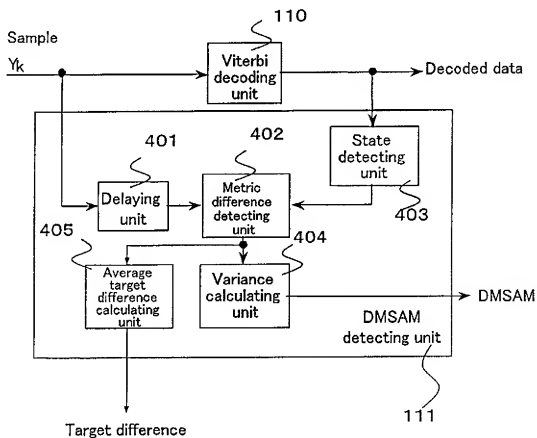 110
Sample
Yk
Viterbi
decoding
unit
Decoded data
401
402
State
detecting
unit
403
Delaying
unit
Metric
difference
detecting
unit
405
404
Average
target
difference
calculating
unit
Variance
calculating
unit
DMSAM
DMSAM
detecting unit
111
Target difference